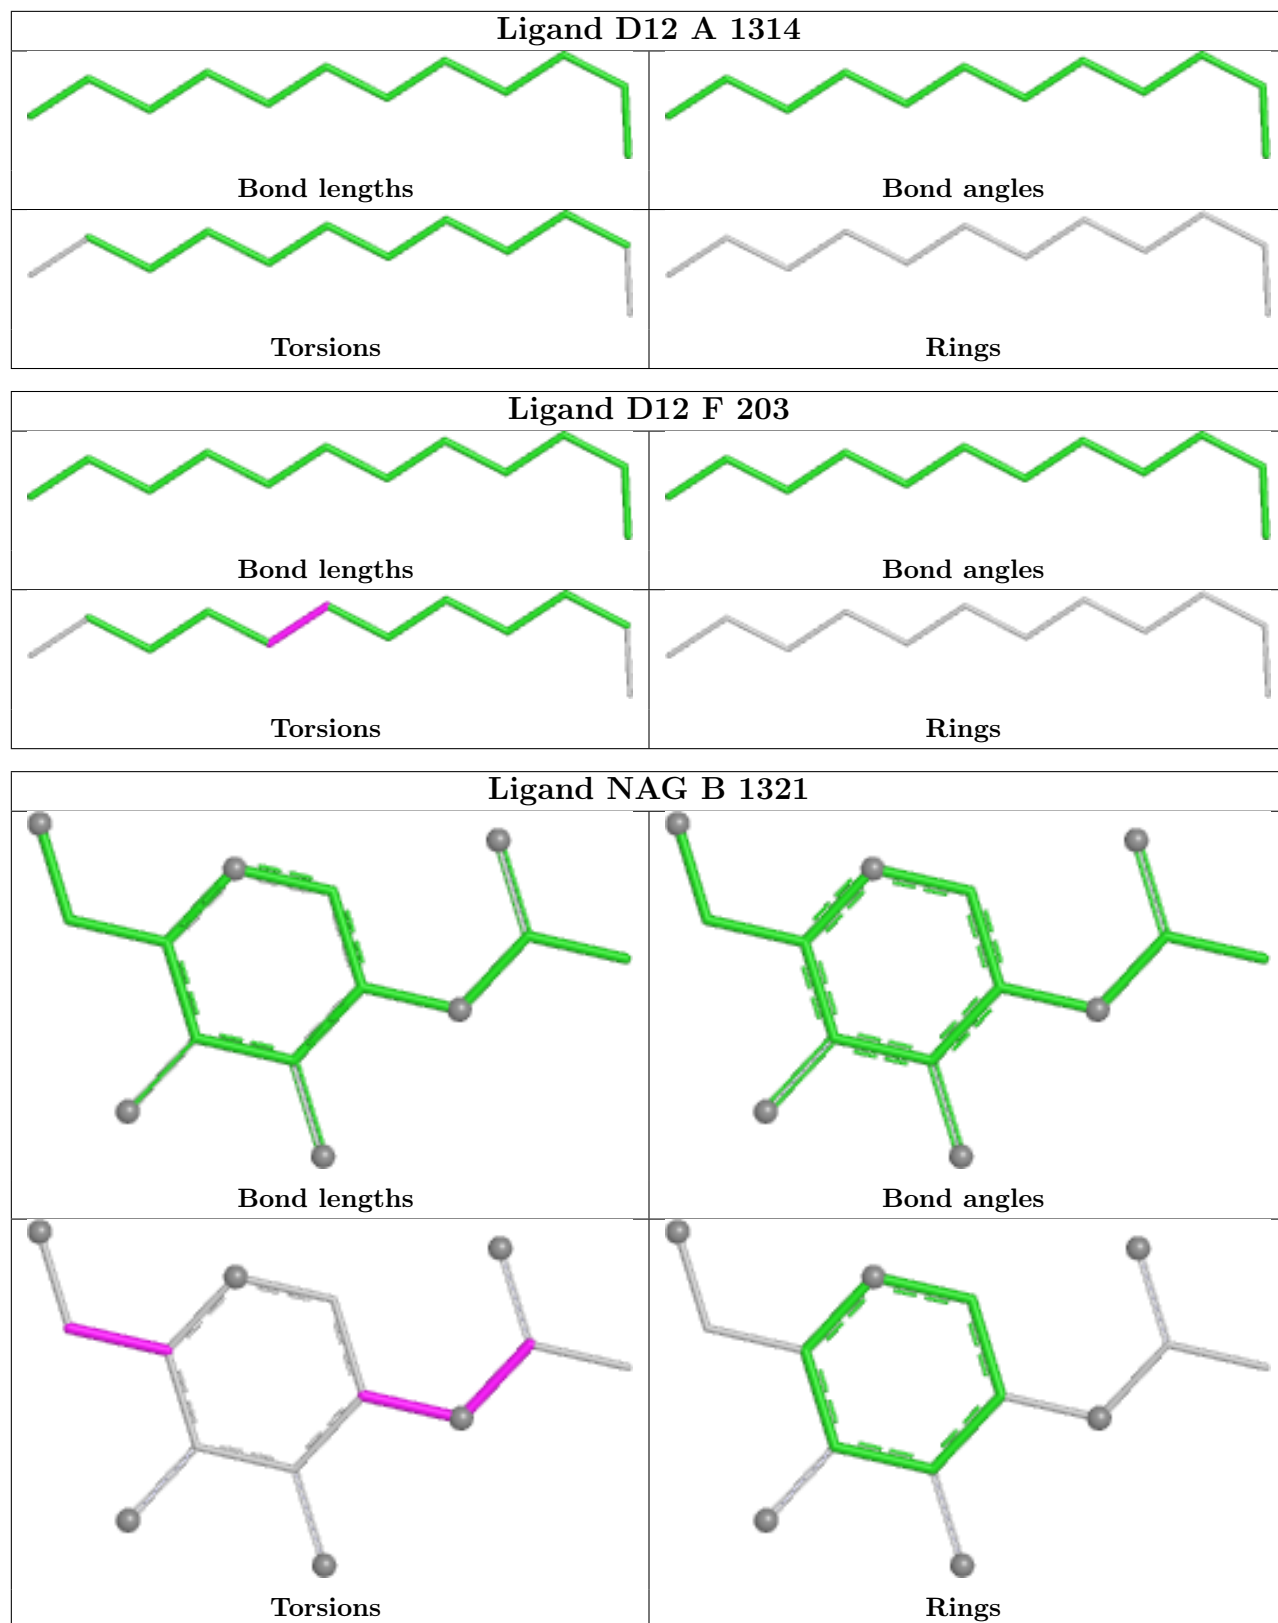 Ligand D12 A 1314
Bond lengths
Bond angles
Torsions
Rings
Ligand D12 F 203
Bond lengths
Bond angles
Torsions
Rings
Ligand NAG B 1321
Bond lengths
Bond angles
Torsions
Rings